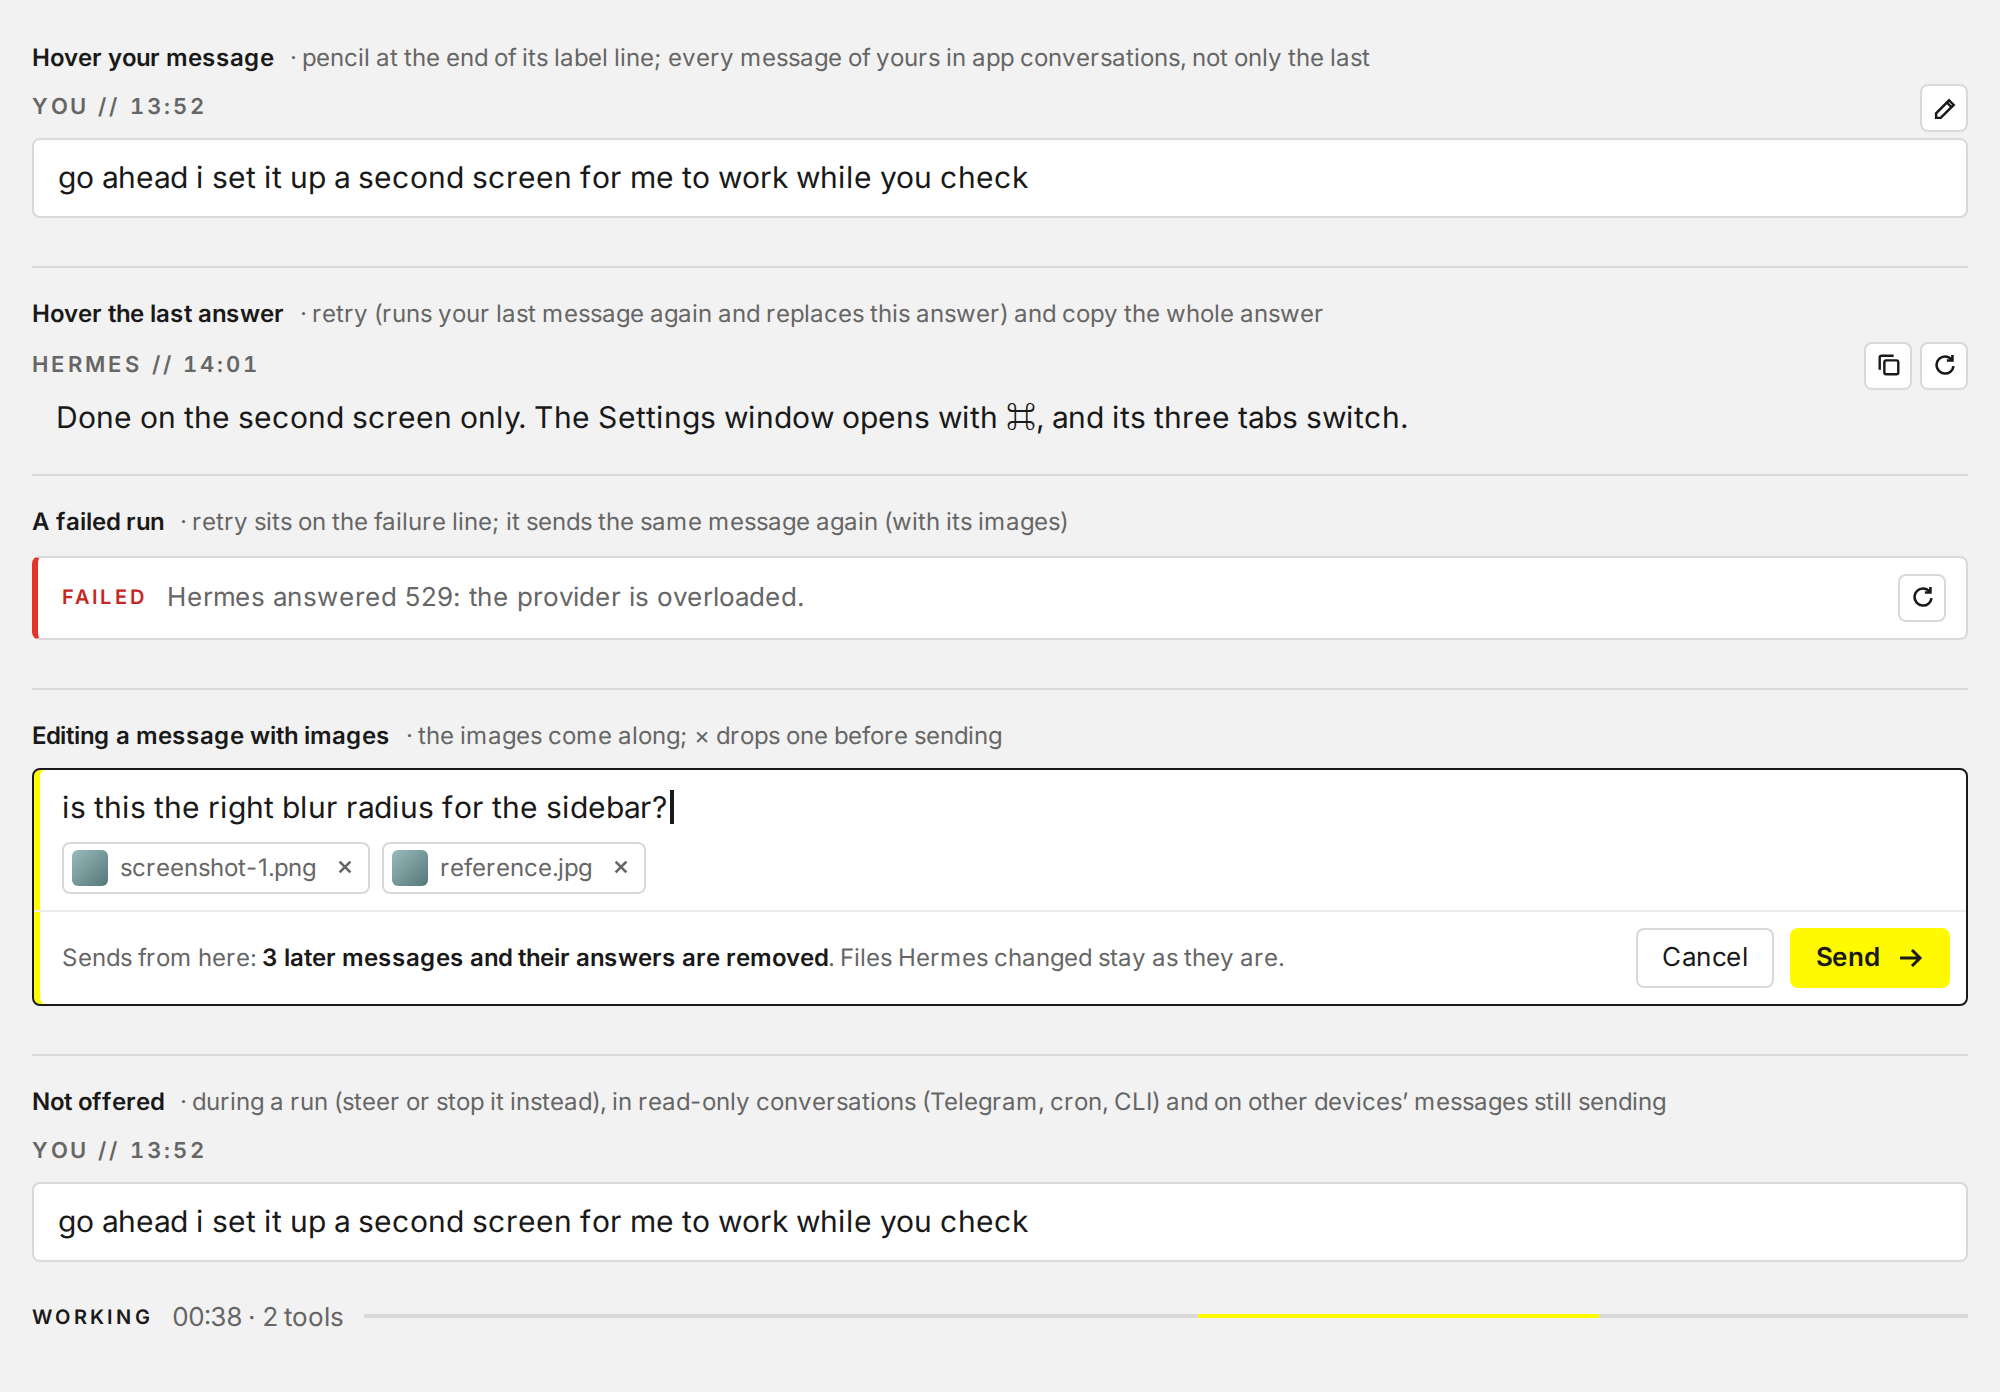 Hover your message · pencil at the end of its label line; every message of yours in app conversations, not only the last
YOU // 13:52
go ahead i set it up a second screen for me to work while you check
Hover the last answer · retry (runs your last message again and replaces this answer) and copy the whole answer
HERMES // 14:01
Done on the second screen only. The Settings window opens with ⌘, and its three tabs switch.
A failed run · retry sits on the failure line; it sends the same message again (with its images)
FAILED Hermes answered 529: the provider is overloaded.
Editing a message with images · the images come along; × drops one before sending
is this the right blur radius for the sidebar?
screenshot-1.png × reference.jpg ×
Sends from here: 3 later messages and their answers are removed. Files Hermes changed stay as they are. Cancel Send →
Not offered · during a run (steer or stop it instead), in read-only conversations (Telegram, cron, CLI) and on other devices’ messages still sending
YOU // 13:52
go ahead i set it up a second screen for me to work while you check
WORKING 00:38 · 2 tools